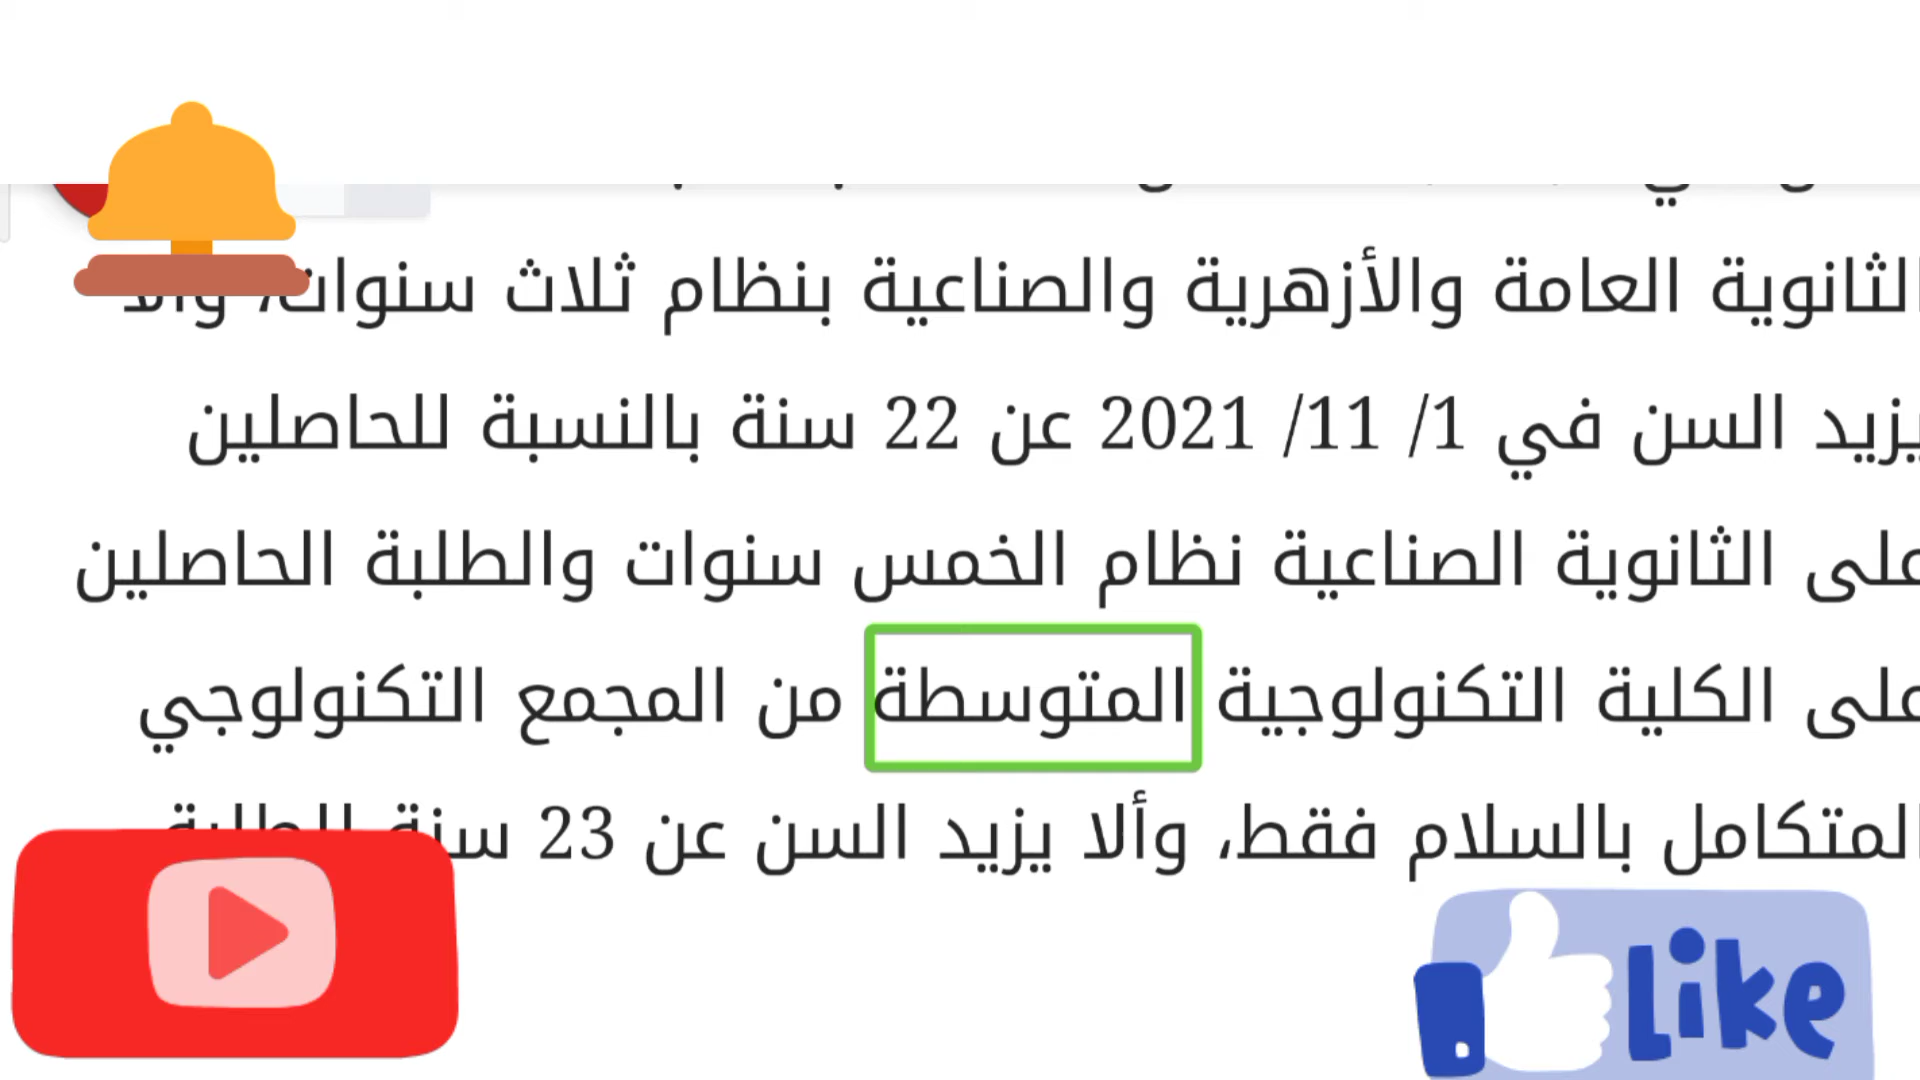 الثانوية العامة والأزهرية والصناعية بنظام ثلاث سنوات، وألا
يزيد السن في 1/ 11/ 2021 عن 22 سنة بالنسبة للحاصلين
على الثانوية الصناعية نظام الخمس سنوات والطلبة الحاصلين
على الكلية التكنولوجية المتوسطة من المجمع التكنولوجي
المتكامل بالسلام فقط، وألا يزيد السن عن 23 سنة للطلبة
Like